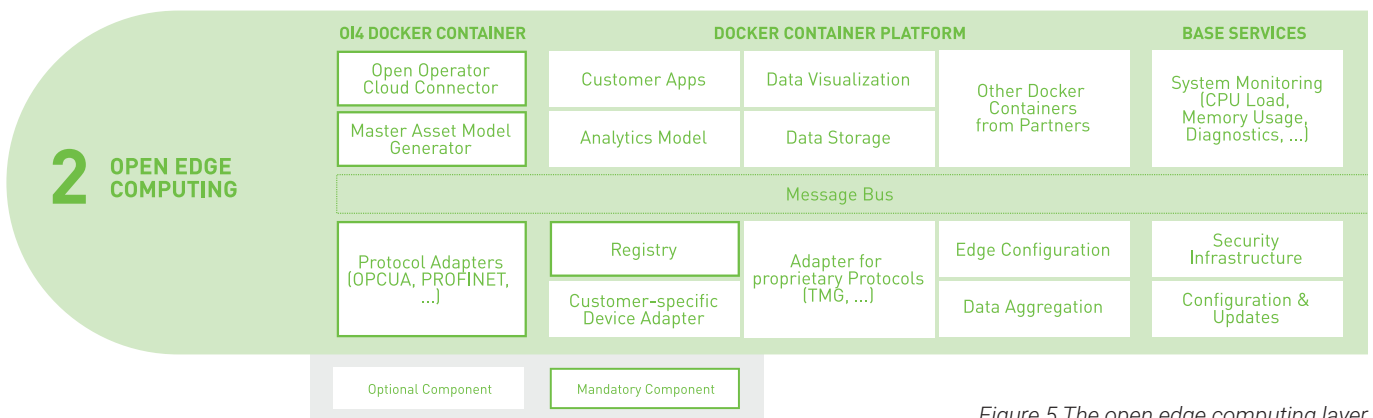 OI4 DOCKER CONTAINER
DOCKER CONTAINER PLATFORM
BASE SERVICES
Open Operator
Cloud Connector
Customer Apps
Data Visualization
Other Docker
Containers
from Partners
System Monitoring
(CPU Load,
Memory Usage,
Diagnostics, ...)
Master Asset Model
Generator
Analytics Model
Data Storage
2 OPEN EDGE
COMPUTING
Message Bus
Protocol Adapters
(OPCUA, PROFINET,
...)
Registry
Adapter for
proprietary Protocols
(TMG, ...)
Edge Configuration
Security
Infrastructure
Customer-specific
Device Adapter
Data Aggregation
Configuration &
Updates
Optional Component
Mandatory Component
Figure 5 The open edge computing layer